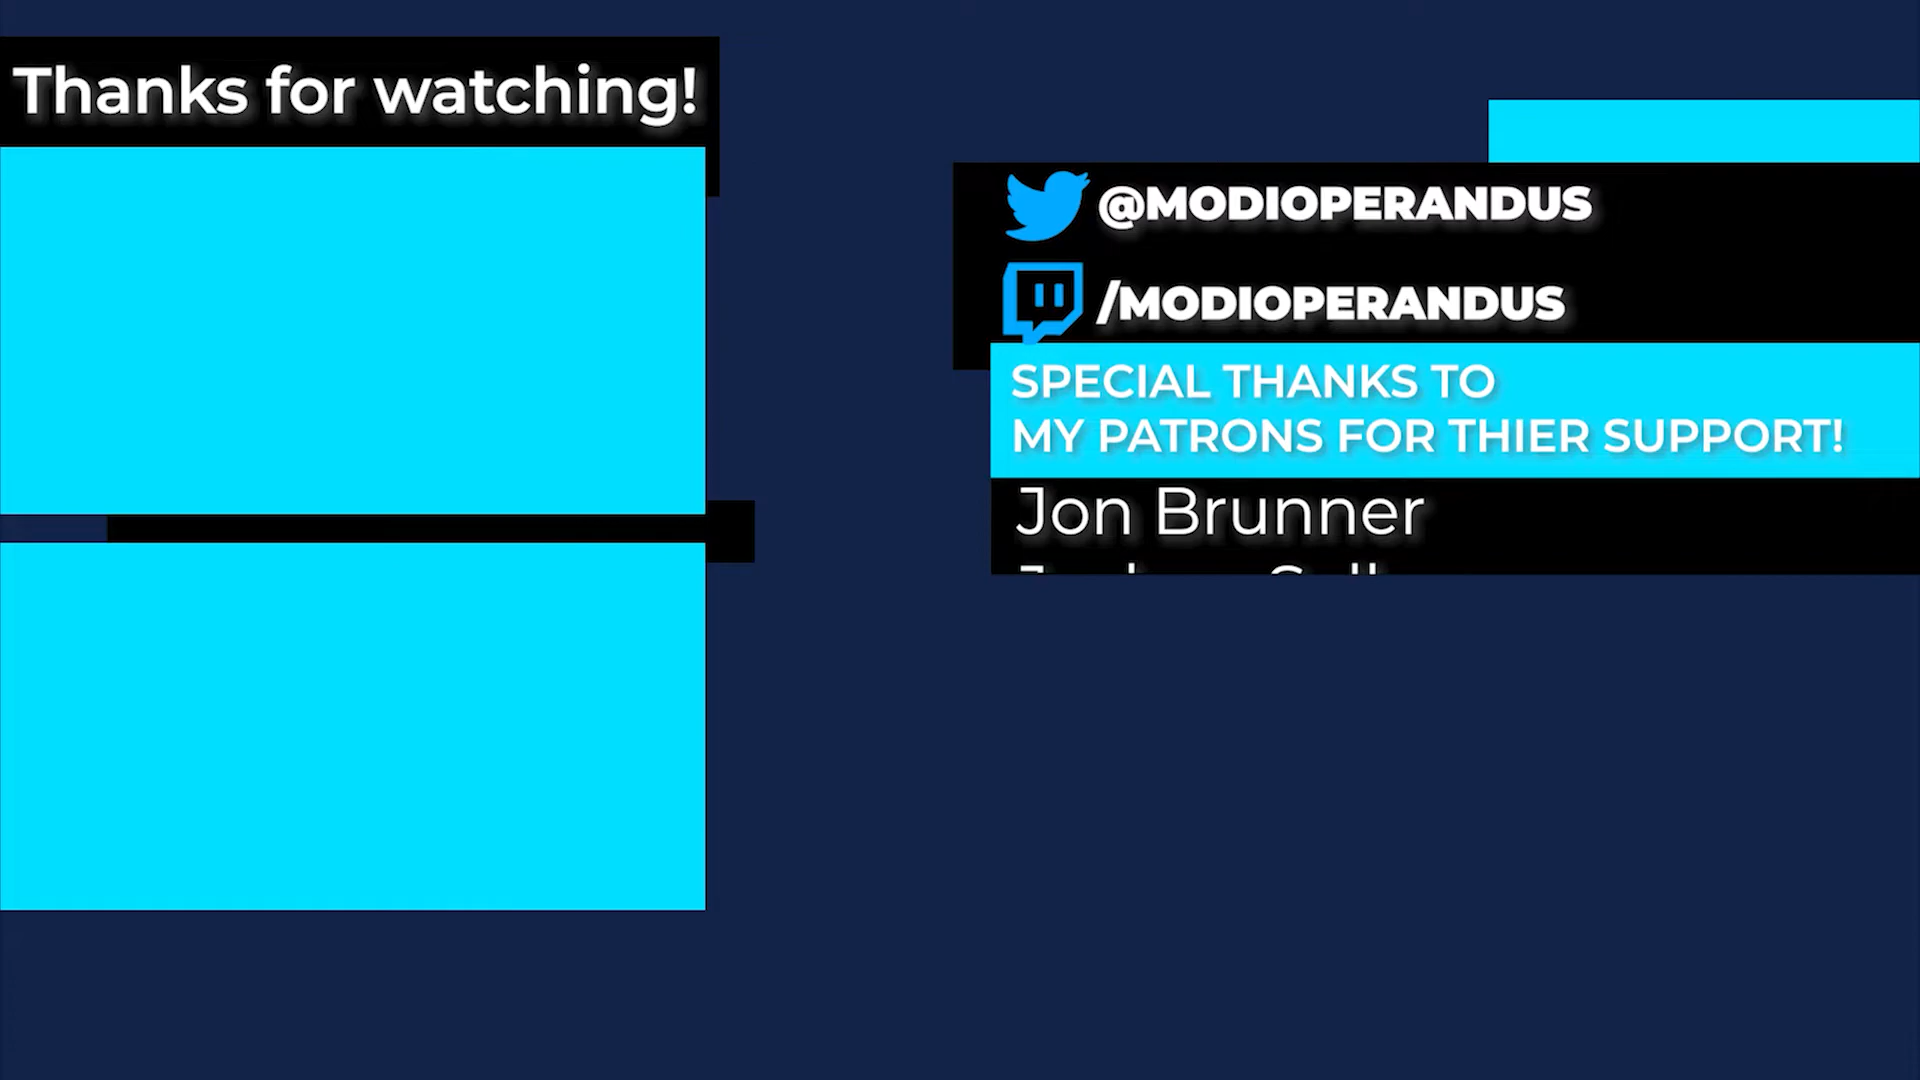 Thanks for watching!
@MODIOPERANDUS
/MODIOPERANDUS
SPECIAL THANKS TO
MY PATRONS FOR THIER SUPPORT!
Jon Brunner